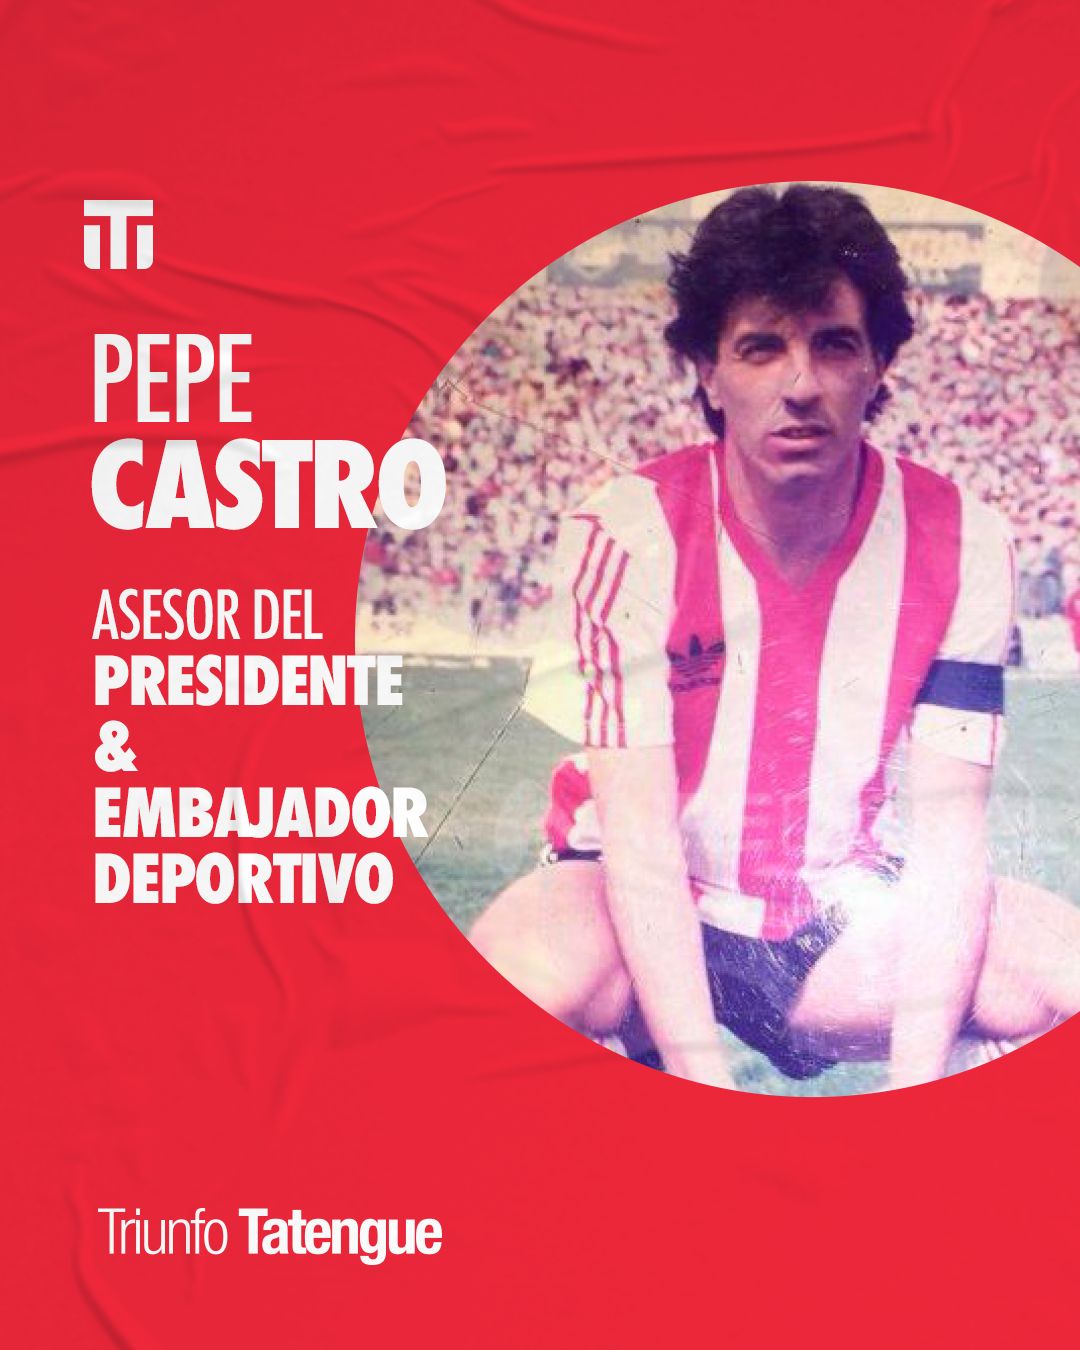 PEPE
CASTRO
ASESOR DEL
PRESIDENTE
&
EMBAJADOR
DEPORTIVO
Triunfo Tatengue